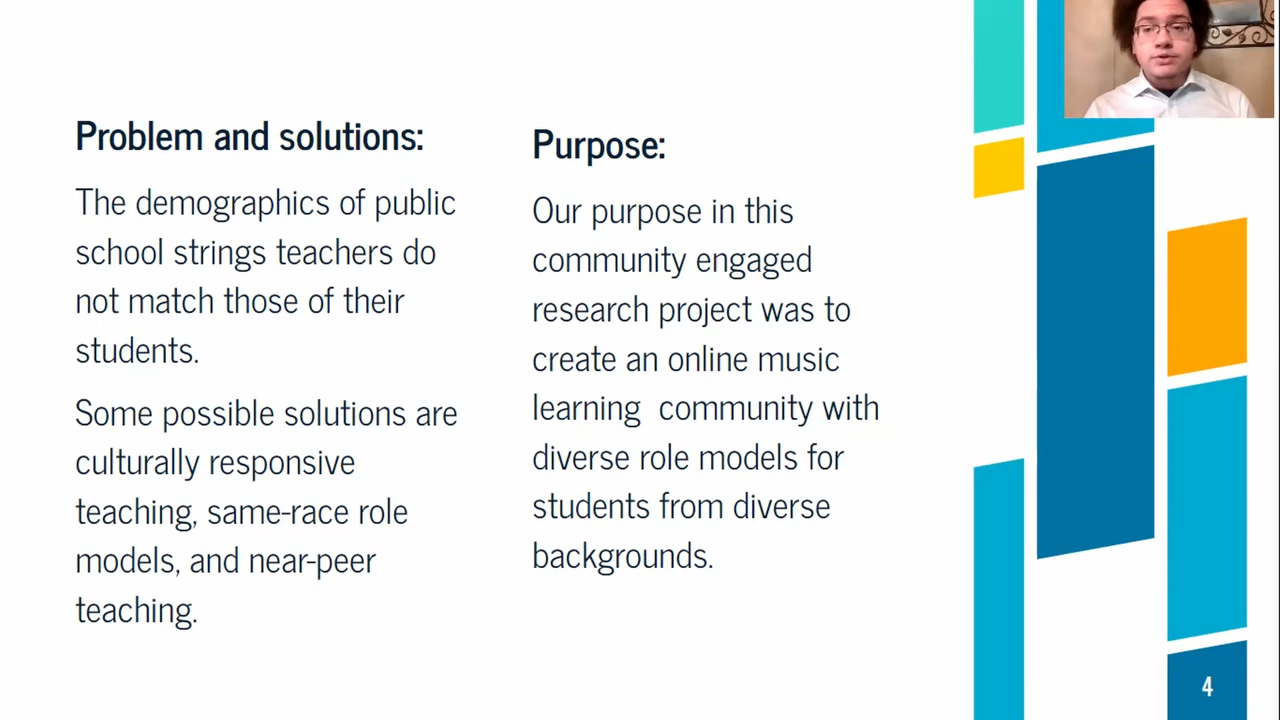 Problem and solutions:
The demographics of public
school strings teachers do
not match those of their
students.
Some possible solutions are
culturally responsive
teaching, same-race role
models, and near-peer
teaching.
Purpose:
Our purpose in this
community engaged
research project was to
create an online music
learning  community with
diverse role models for
students from diverse
backgrounds.
4